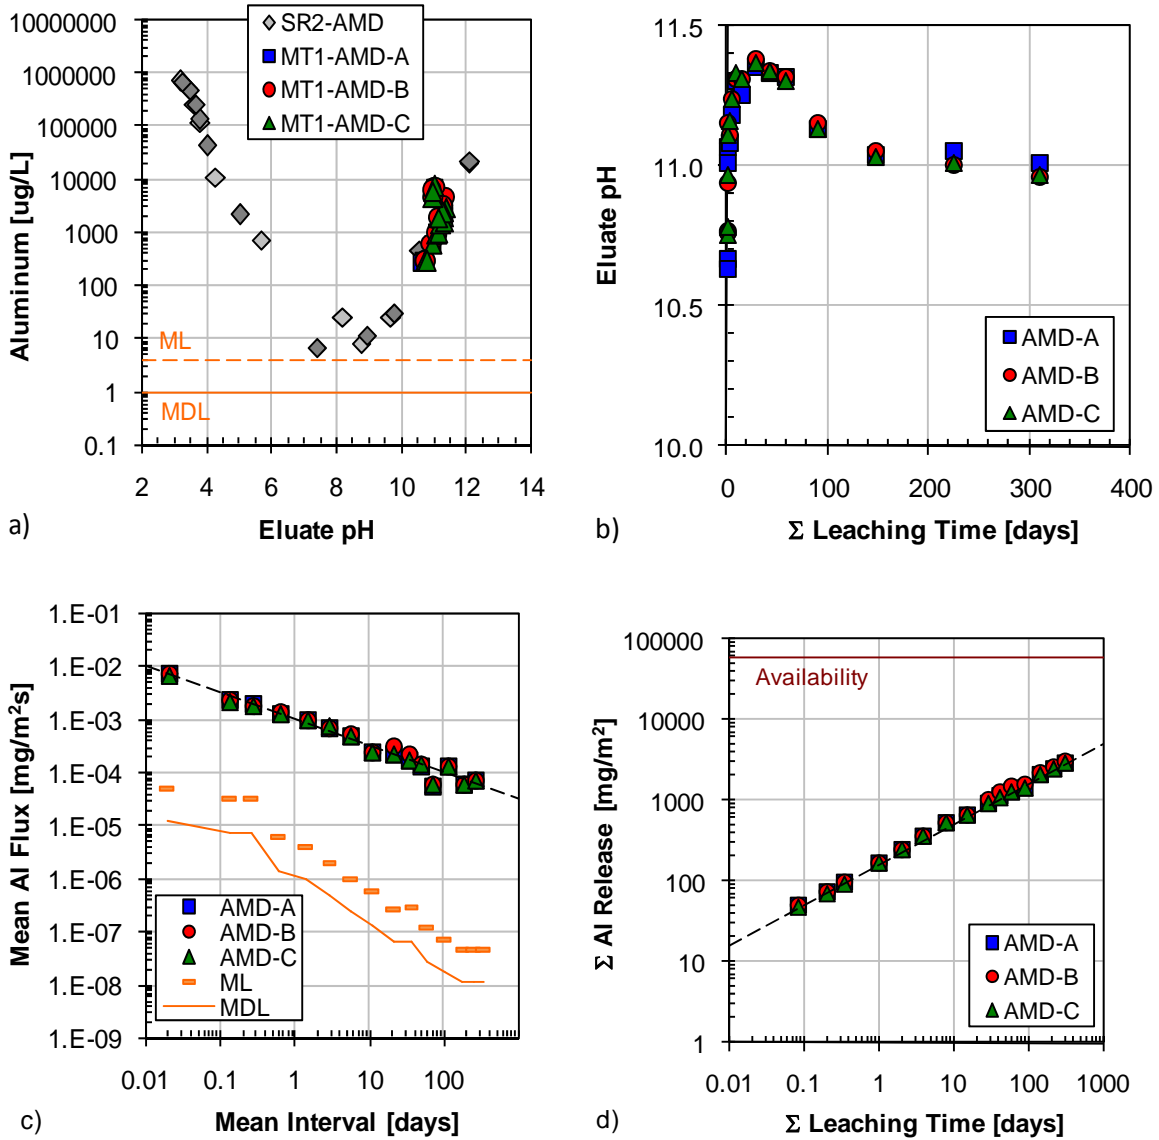 10000000
1000000
100000
10000
1000
100
10
1
0.1
Aluminum [ug/L]
SR2-AMD
MT1-AMD-A
MT1-AMD-B
MT1-AMD-C
ML
MDL
2 4 6 8 10 12 14
Eluate pH
a)
11.5
11.0
10.5
10.0
Eluate pH
AMD-A
AMD-B
AMD-C
0 100 200 300 400
Σ Leaching Time [days]
b)
1.E-01
1.E-02
1.E-03
1.E-04
1.E-05
1.E-06
1.E-07
1.E-08
1.E-09
Mean Al Flux [mg/m²s]
AMD-A
AMD-B
AMD-C
ML
MDL
0.01 0.1 1 10 100
Mean Interval [days]
c)
100000
10000
1000
100
10
1
Σ Al Release [mg/m²]
Availability
AMD-A
AMD-B
AMD-C
0.01 0.1 1 10 100 1000
Σ Leaching Time [days]
d)